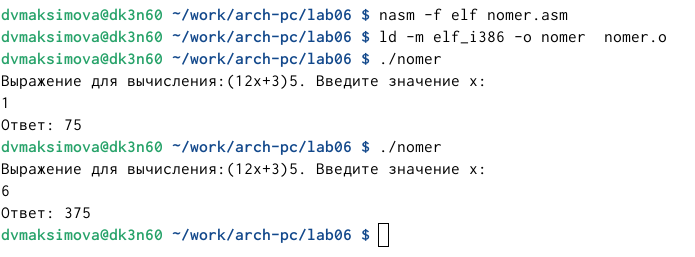 dvmaksimova@dk3n60 ~/work/arch-pc/lab06 $ nasm -f elf nomer.asm
dvmaksimova@dk3n60 ~/work/arch-pc/lab06 $ ld -m elf_i386 -o nomer  nomer.o
dvmaksimova@dk3n60 ~/work/arch-pc/lab06 $ ./nomer
Выражение для вычисления:(12x+3)5. Введите значение x:
1
Ответ: 75
dvmaksimova@dk3n60 ~/work/arch-pc/lab06 $ ./nomer
Выражение для вычисления:(12x+3)5. Введите значение x:
6
Ответ: 375
dvmaksimova@dk3n60 ~/work/arch-pc/lab06 $